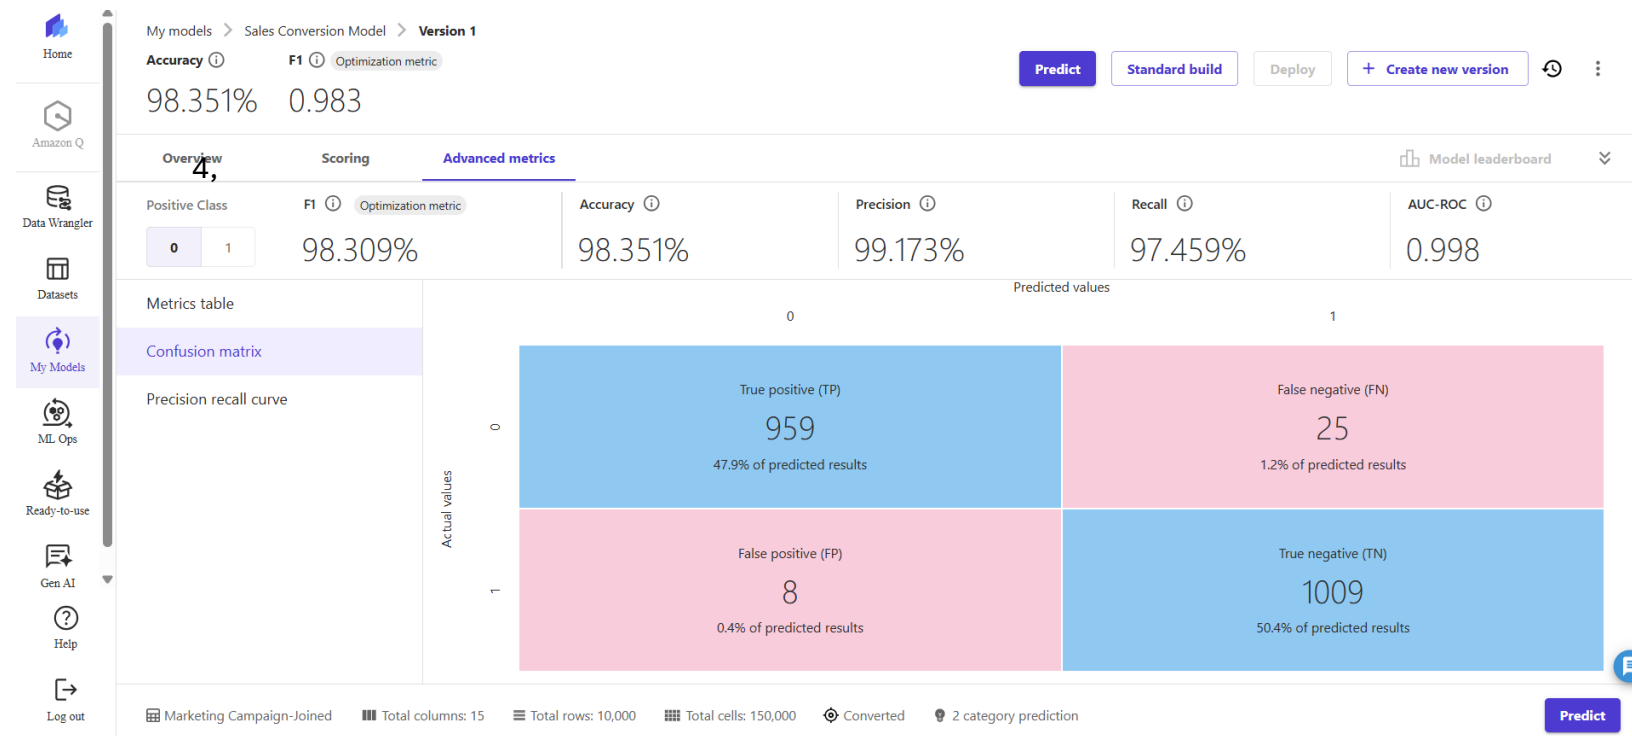 Home
Amazon Q
Data Wrangler
Datasets
My Models
ML Ops
Ready-to-use
Gen AI
Help
Log out
My models > Sales Conversion Model > Version 1
Accuracy F1 Optimization metric
98.351% 0.983
Predict Standard build Deploy + Create new version
Overview Scoring Advanced metrics Model leaderboard
4,
Positive Class F1 Optimization metric Accuracy Precision Recall AUC-ROC
0 1 98.309% 98.351% 99.173% 97.459% 0.998
Metrics table
Confusion matrix
Precision recall curve
Predicted values
0 1
Actual values
0
True positive (TP) False negative (FN)
959 25
47.9% of predicted results 1.2% of predicted results
1
False positive (FP) True negative (TN)
8 1009
0.4% of predicted results 50.4% of predicted results
Marketing Campaign-Joined Total columns: 15 Total rows: 10,000 Total cells: 150,000 Converted 2 category prediction Predict